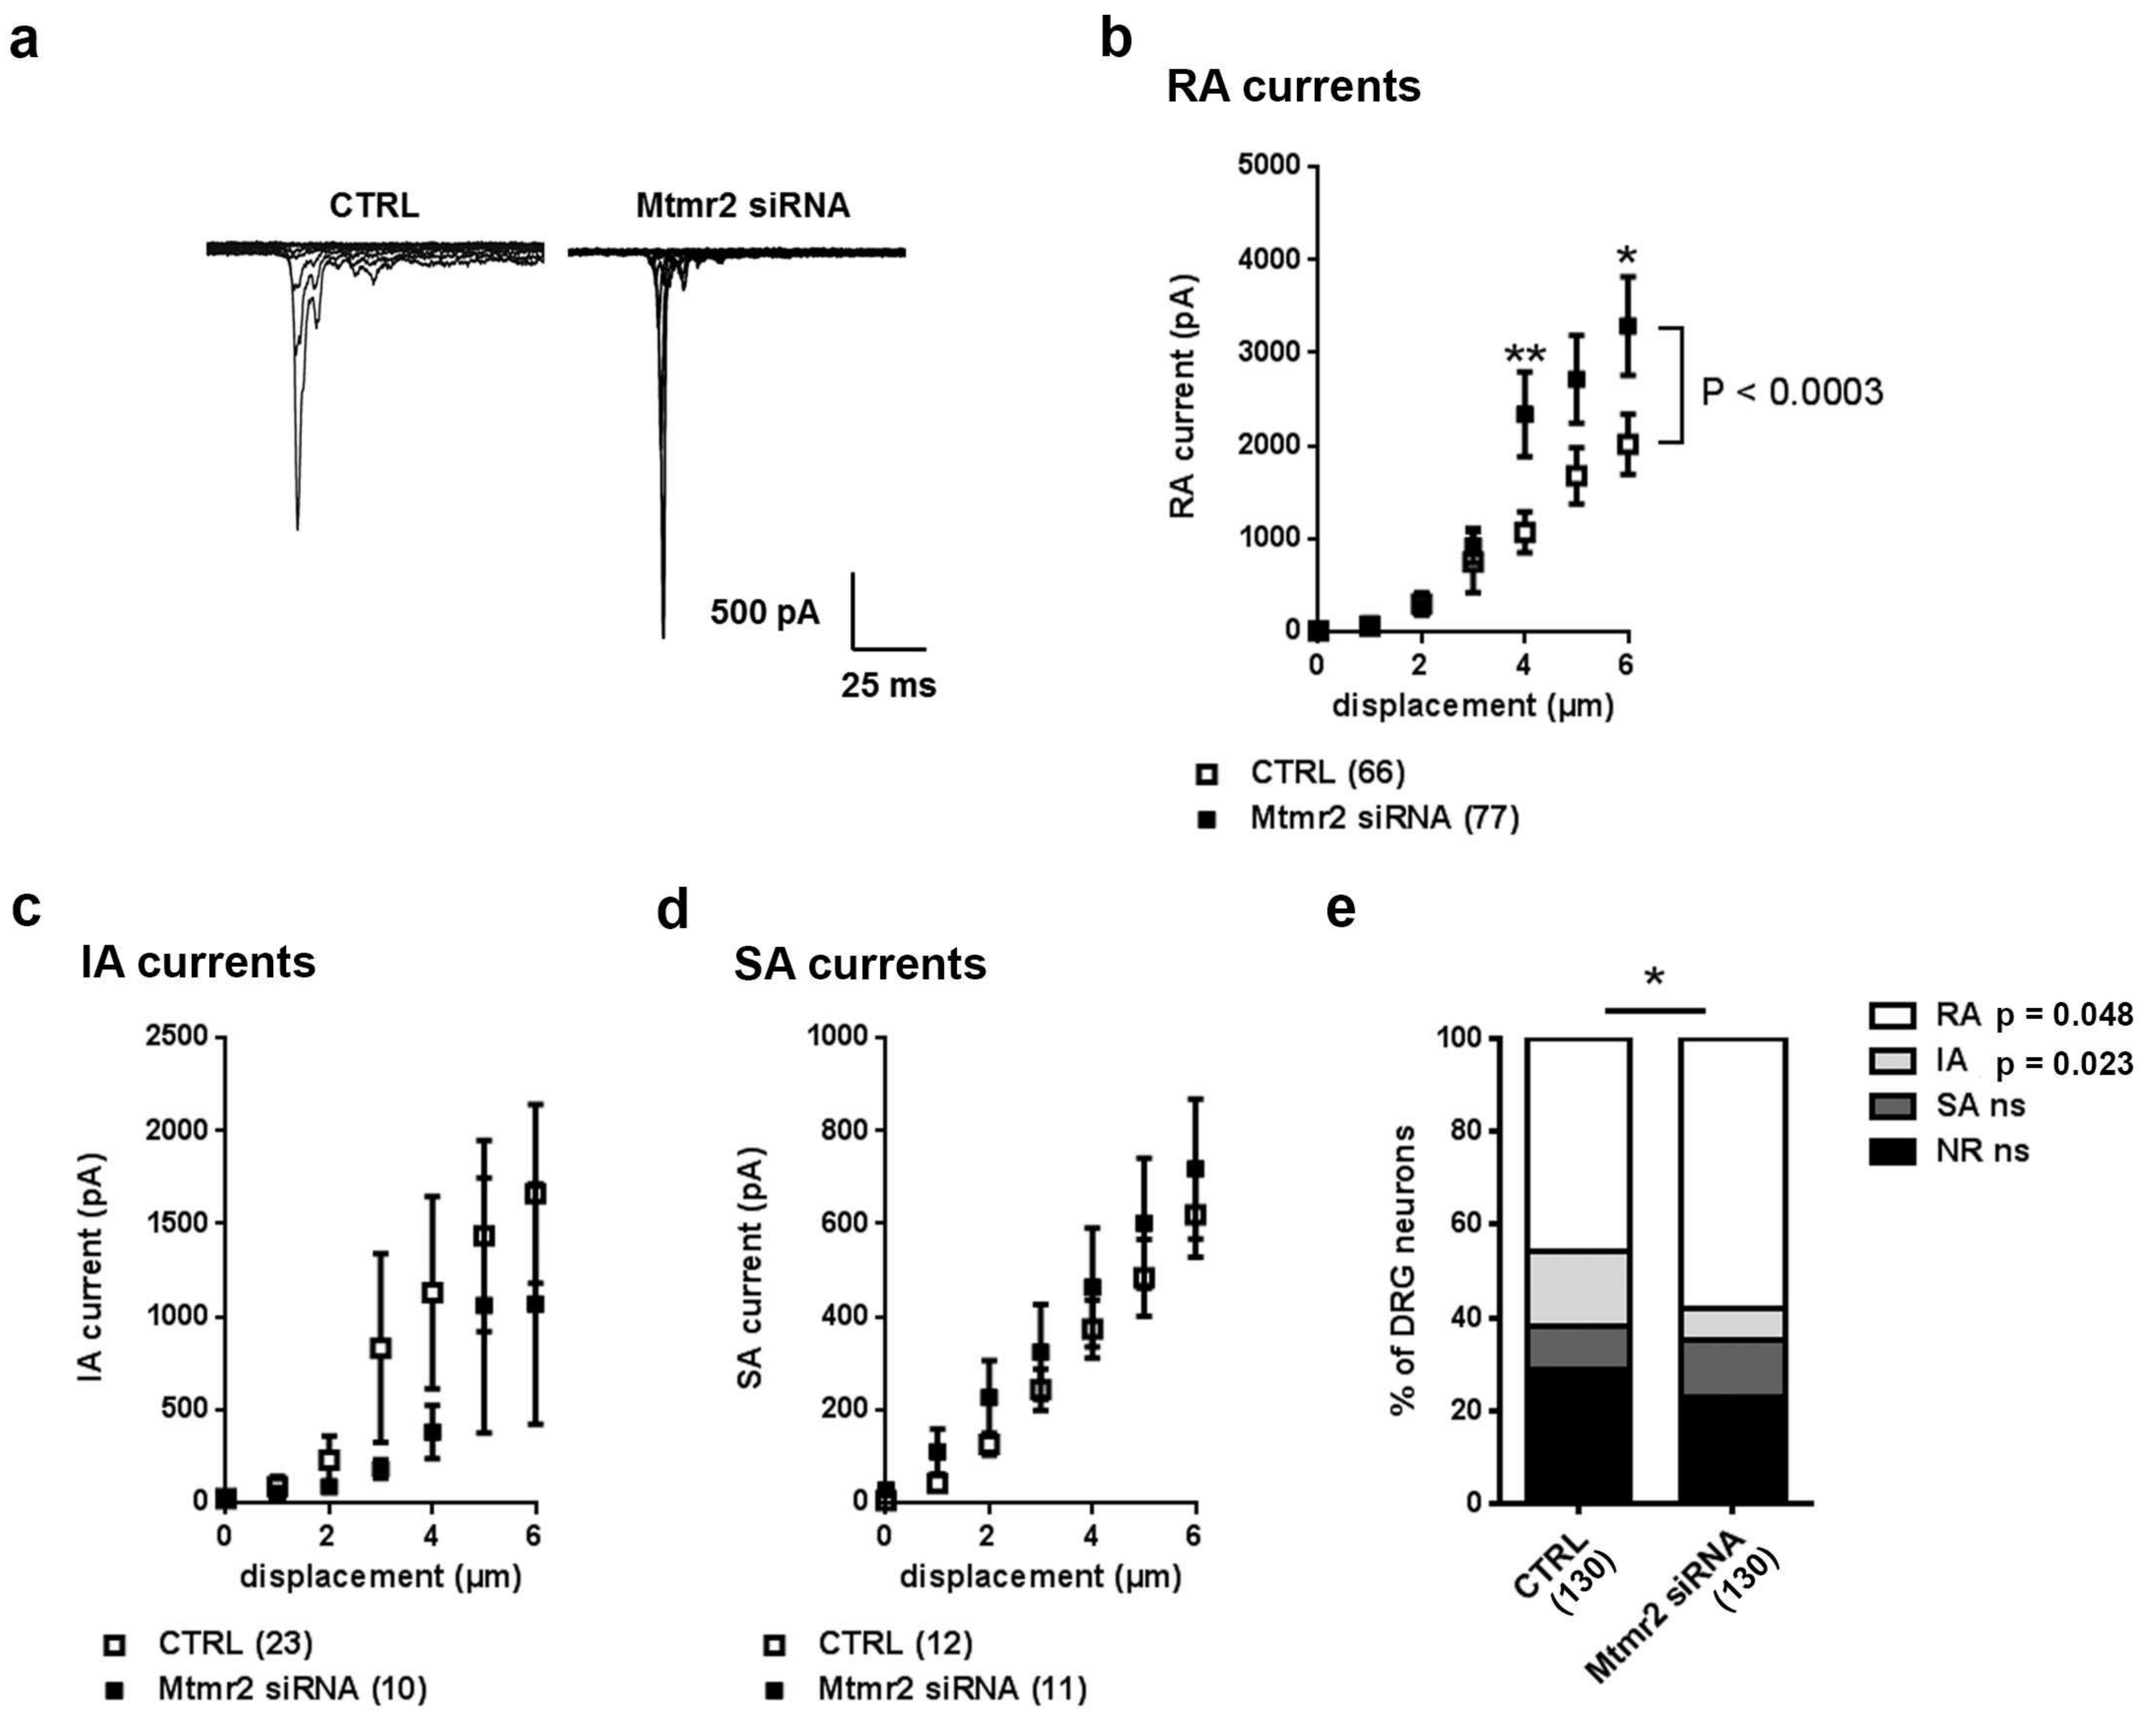 a
CTRL
Mtmr2 siRNA
500 pA
25 ms
b
RA currents
RA current (pA)
5000
4000
3000
2000
1000
0
*
**
P < 0.0003
0 2 4 6
displacement (µm)
CTRL (66)
Mtmr2 siRNA (77)
c
IA currents
IA current (pA)
2500
2000
1500
1000
500
0
0 2 4 6
displacement (µm)
CTRL (23)
Mtmr2 siRNA (10)
d
SA currents
SA current (pA)
1000
800
600
400
200
0
0 2 4 6
displacement (µm)
CTRL (12)
Mtmr2 siRNA (11)
e
*
% of DRG neurons
100
80
60
40
20
0
CTRL
(130)
Mtmr2 siRNA
(130)
RA p = 0.048
IA p = 0.023
SA ns
NR ns